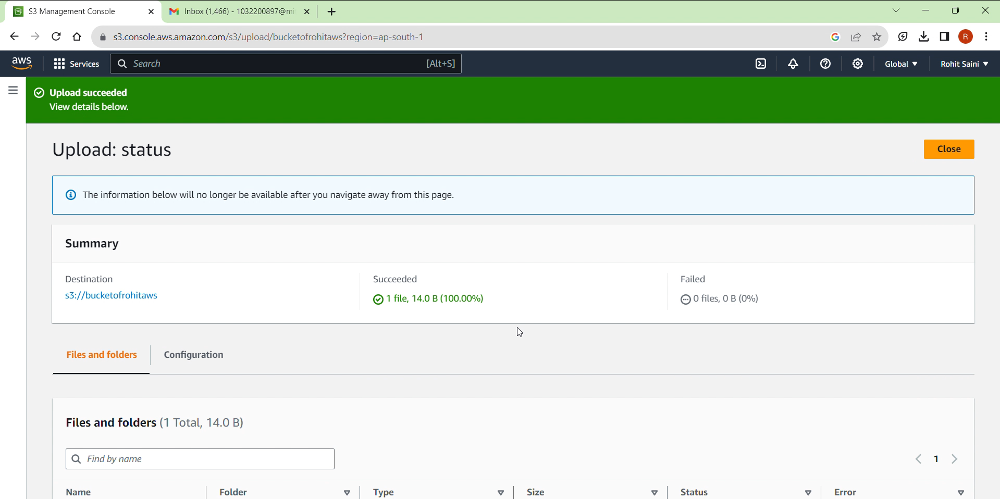 S3 Management Console
Inbox (1,466) - 1032200897@mi
s3.console.aws.amazon.com/s3/upload/bucketofrohitaws?region=ap-south-1
R
aws
Services
Search
[Alt+S]
Global
Rohit Saini
Upload succeeded
View details below.
Upload: status
Close
The information below will no longer be available after you navigate away from this page.
Summary
Destination
s3://bucketofrohitaws
Succeeded
1 file, 14.0 B (100.00%)
Failed
0 files, 0 B (0%)
Files and folders
Configuration
Files and folders (1 Total, 14.0 B)
Find by name
1
Name
Folder
Type
Size
Status
Error